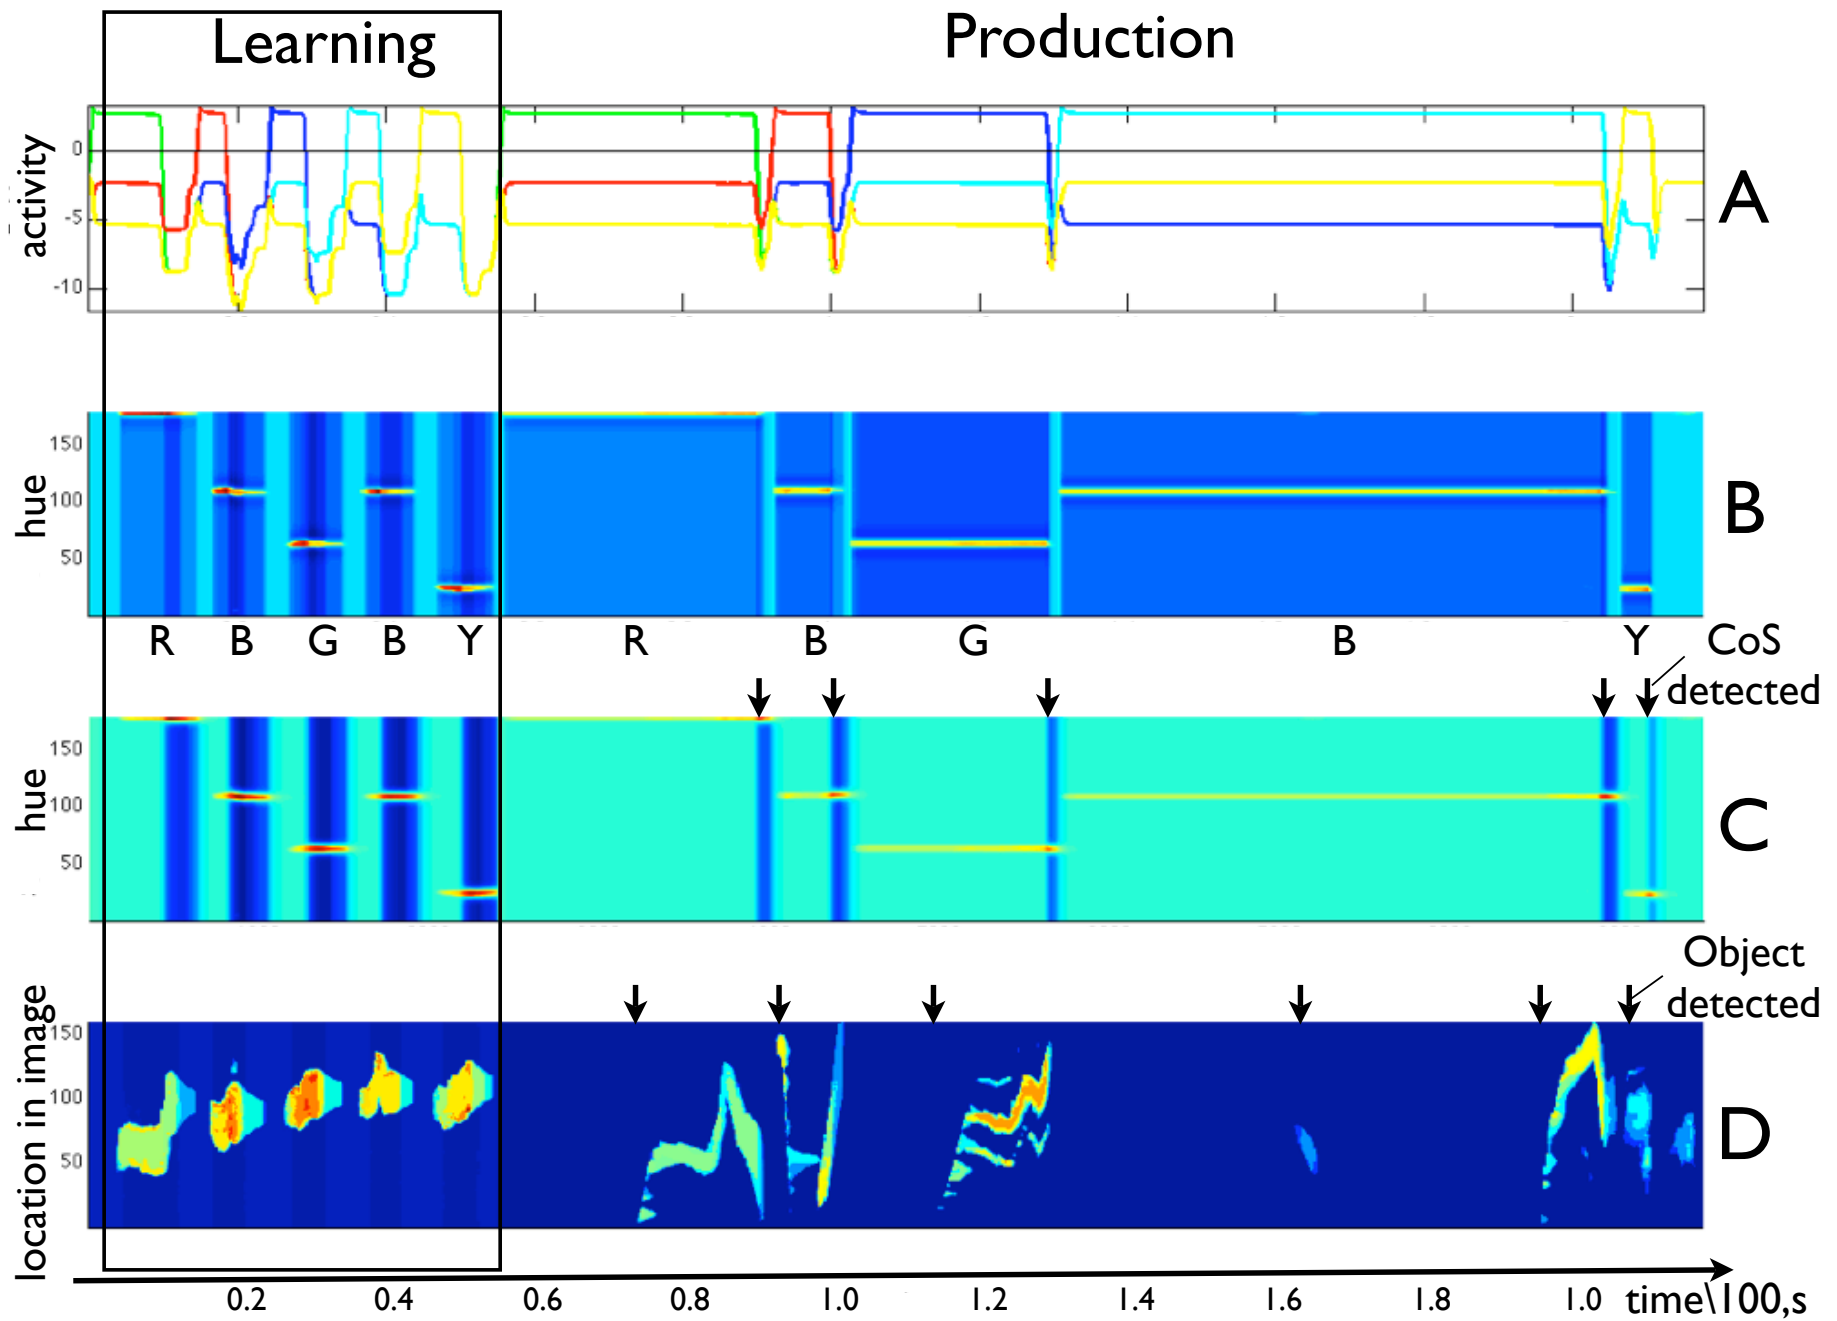 Learning
Production
activity
0
-5
-10
A
hue
150
100
50
B
R B G B Y R B G B Y
CoS
detected
hue
150
100
50
C
Object
detected
location in image
150
100
50
D
0.2 0.4 0.6 0.8 1.0 1.2 1.4 1.6 1.8 1.0 time\100,s